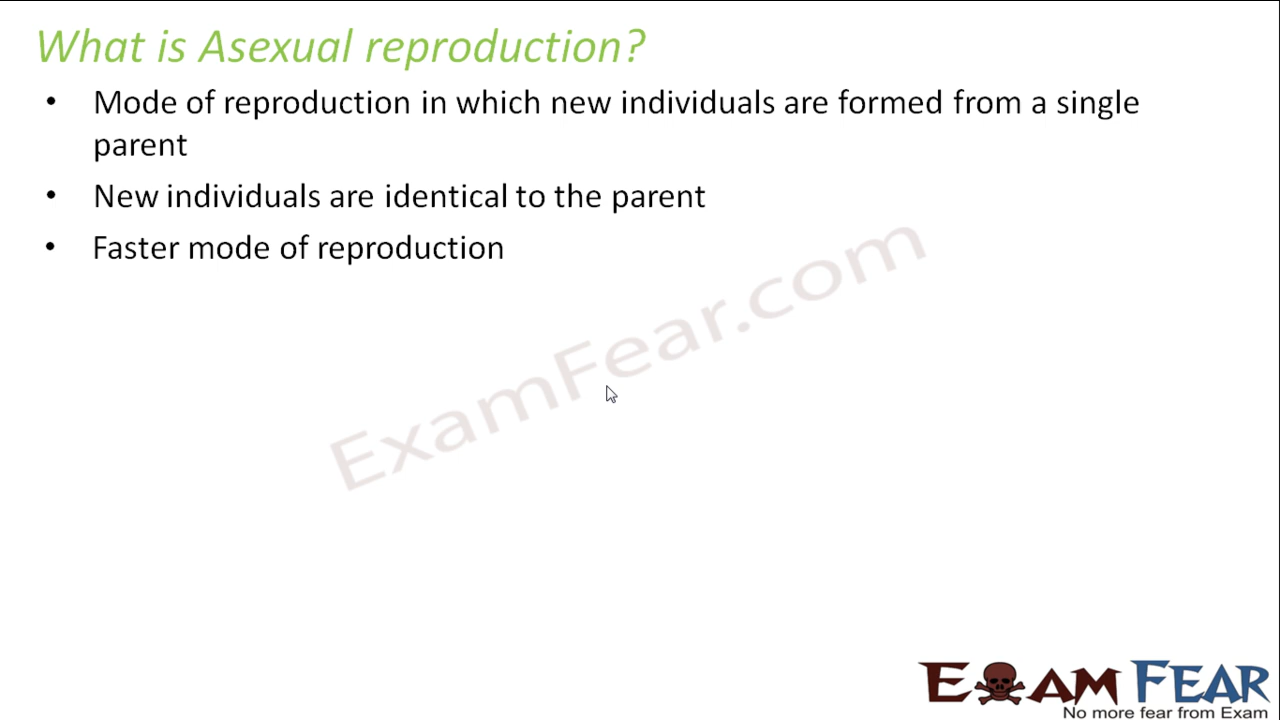 What is Asexual reproduction?
• Mode of reproduction in which new individuals are formed from a single
parent
• New individuals are identical to the parent
• Faster mode of reproduction
ExamFear.com
EXAM FEAR
No more fear from Exam